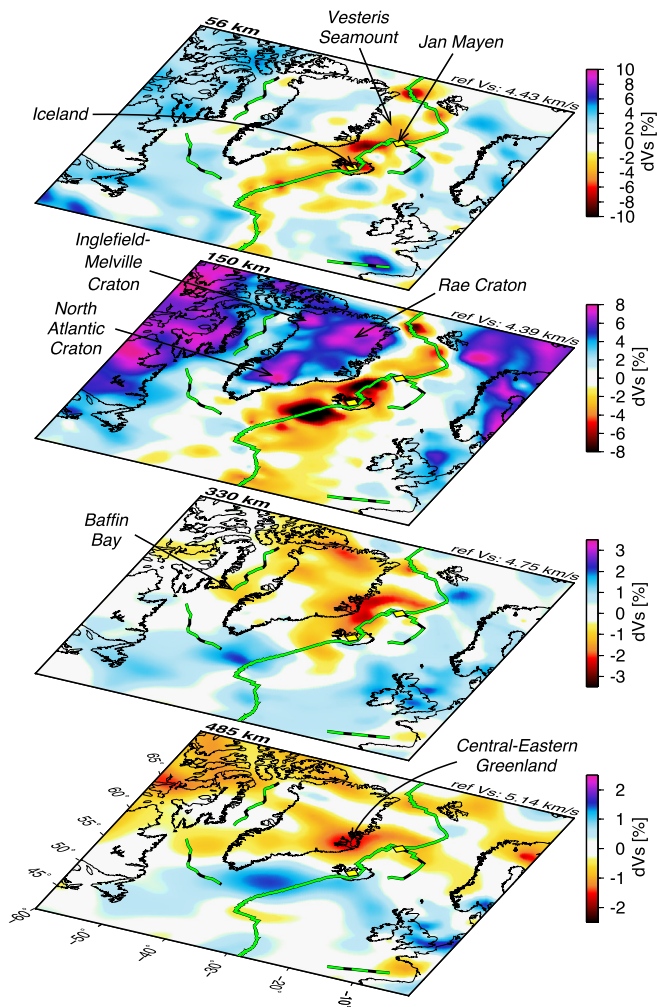 Vesteris
Seamount
Jan Mayen
56 km
Iceland
ref Vs: 4.43 km/s
10
8
6
4
2
0
-2
-4
-6
-8
-10
dVs [%]
Inglefield-
Melville
Craton
150 km
Rae Craton
North
Atlantic
Craton
ref Vs: 4.39 km/s
8
6
4
2
0
-2
-4
-6
-8
dVs [%]
330 km
Baffin
Bay
ref Vs: 4.75 km/s
3
2
1
0
-1
-2
-3
dVs [%]
485 km
Central-Eastern
Greenland
ref Vs: 5.14 km/s
2
1
0
-1
-2
dVs [%]
65°
60°
55°
50°
45°
-60°
-50°
-40°
-30°
-20°
-10°